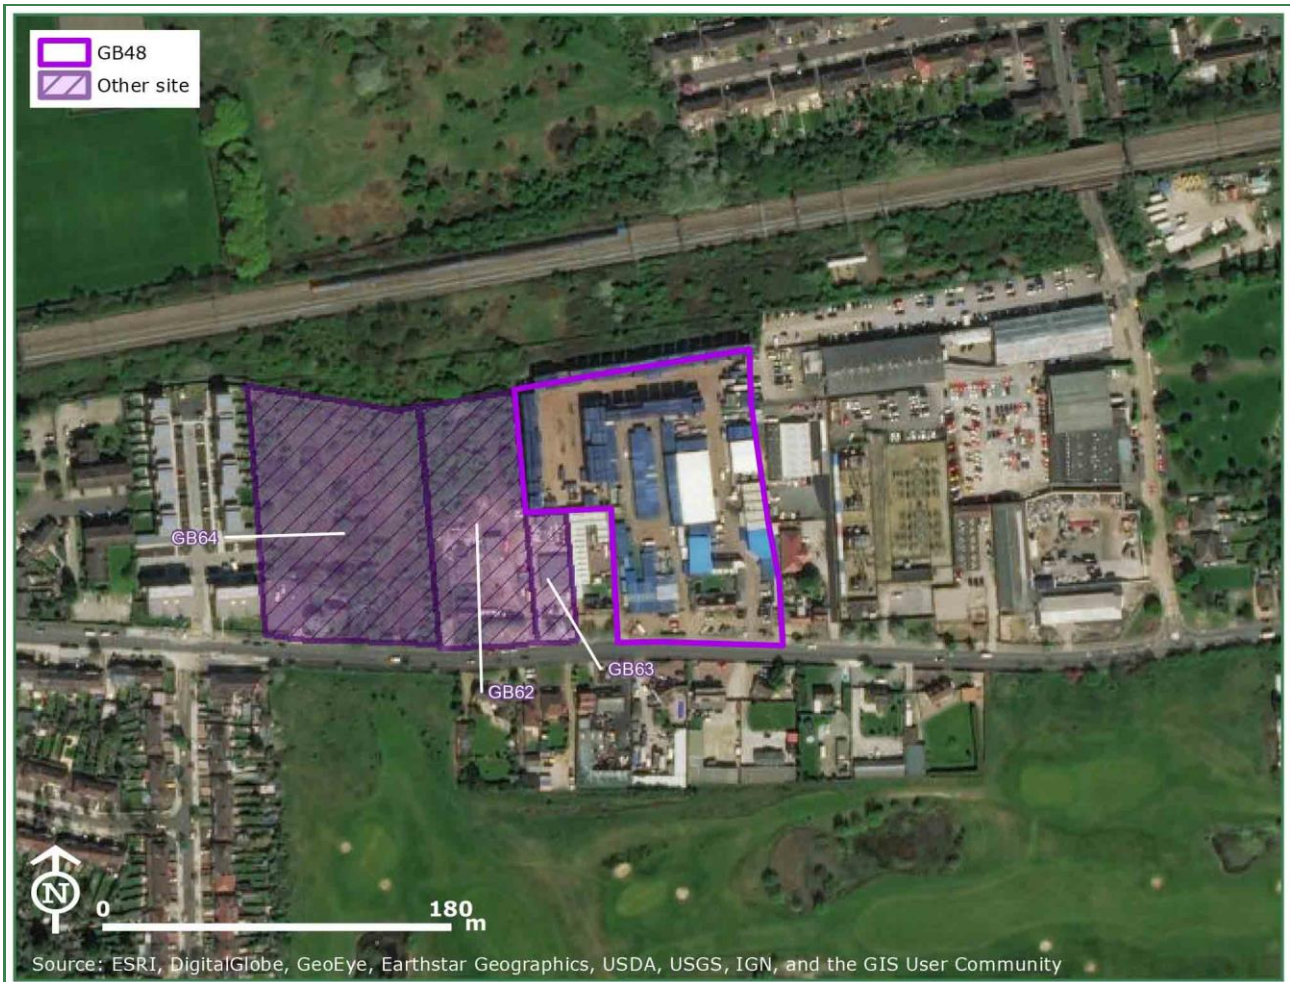 GB48
Other site
GB64
GB63
GB62
N
0 180 m
Source: ESRI, DigitalGlobe, GeoEye, Earthstar Geographics, USDA, USGS, IGN, and the GIS User Community